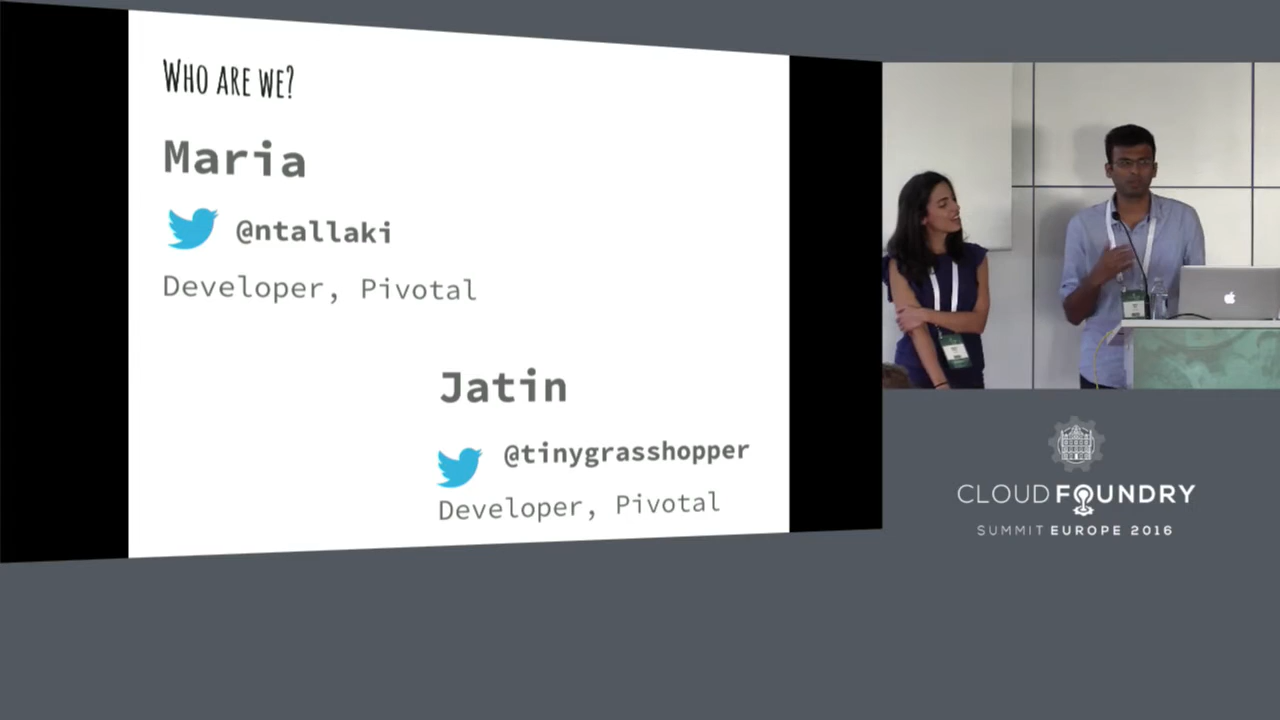 WHO ARE WE?
Maria
@ntallaki
Developer, Pivotal
Jatin
@tinygrasshopper
Developer, Pivotal
CLOUD FOUNDRY
SUMMIT EUROPE 2016